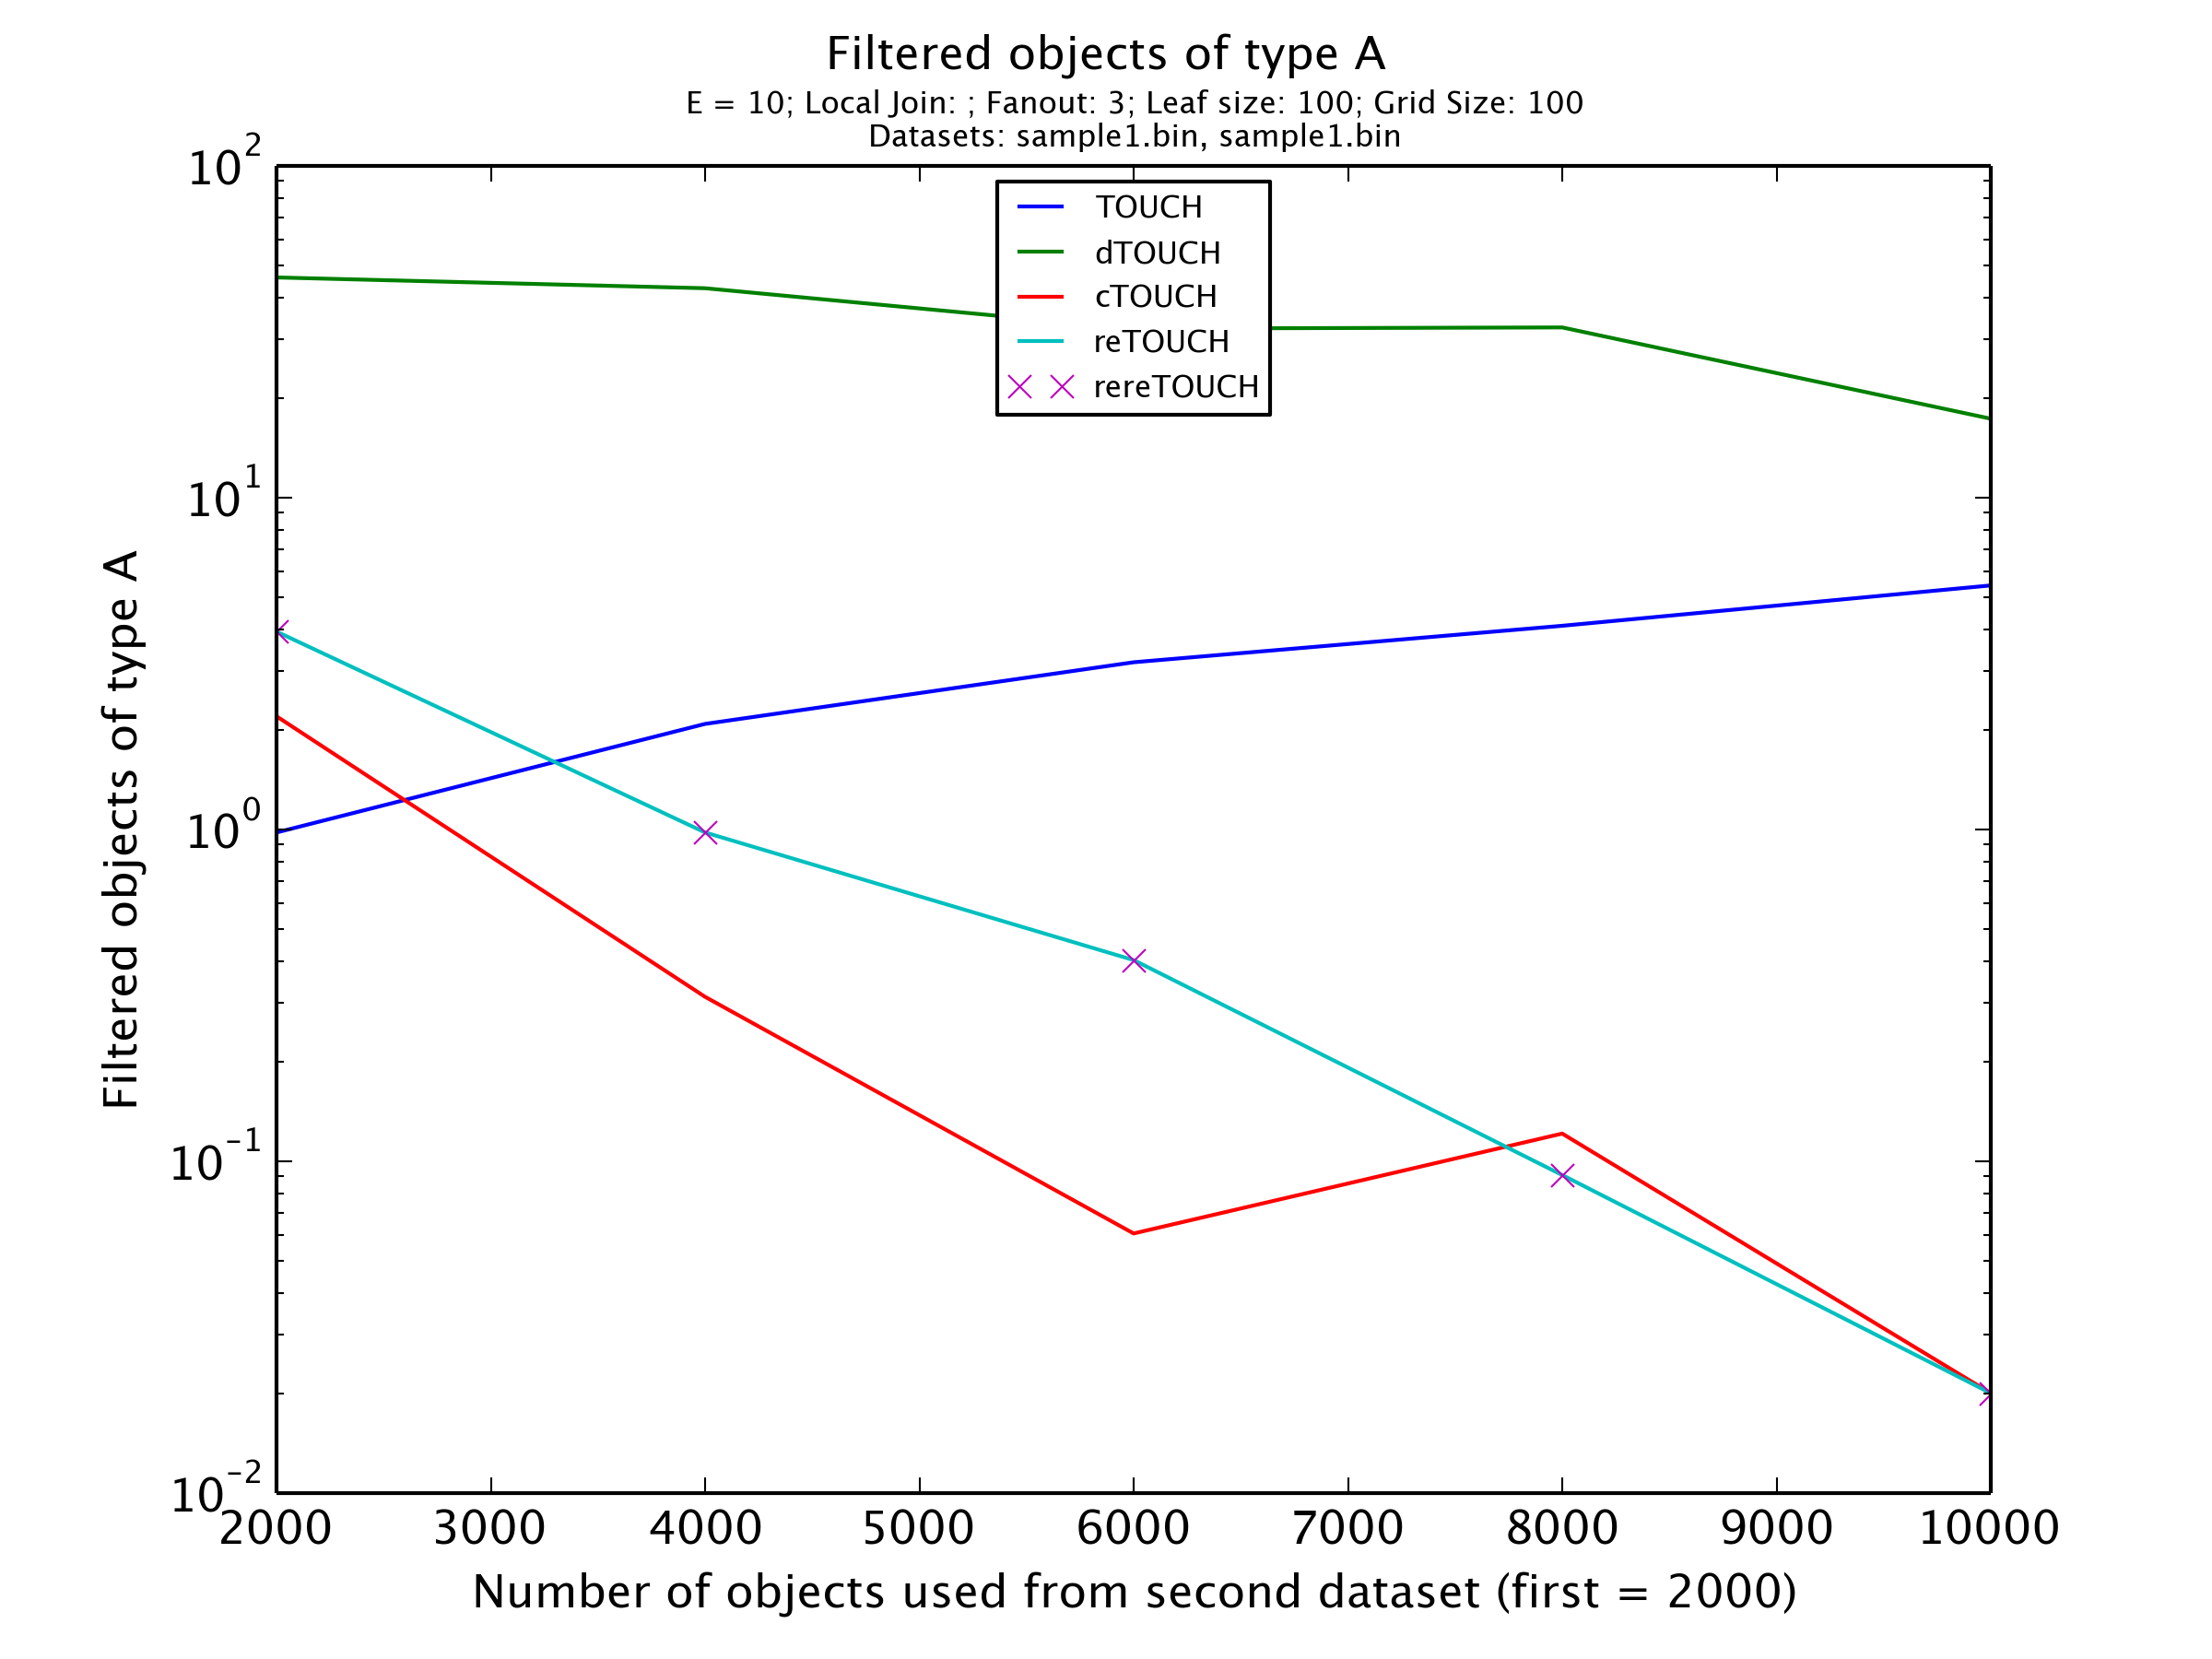 Filtered objects of type A
E = 10; Local Join: ; Fanout: 3; Leaf size: 100; Grid Size: 100
Datasets: sample1.bin, sample1.bin
TOUCH
dTOUCH
cTOUCH
reTOUCH
rereTOUCH
Filtered objects of type A
10^2
10^1
10^0
10^-1
10^-2
2000 3000 4000 5000 6000 7000 8000 9000 10000
Number of objects used from second dataset (first = 2000)